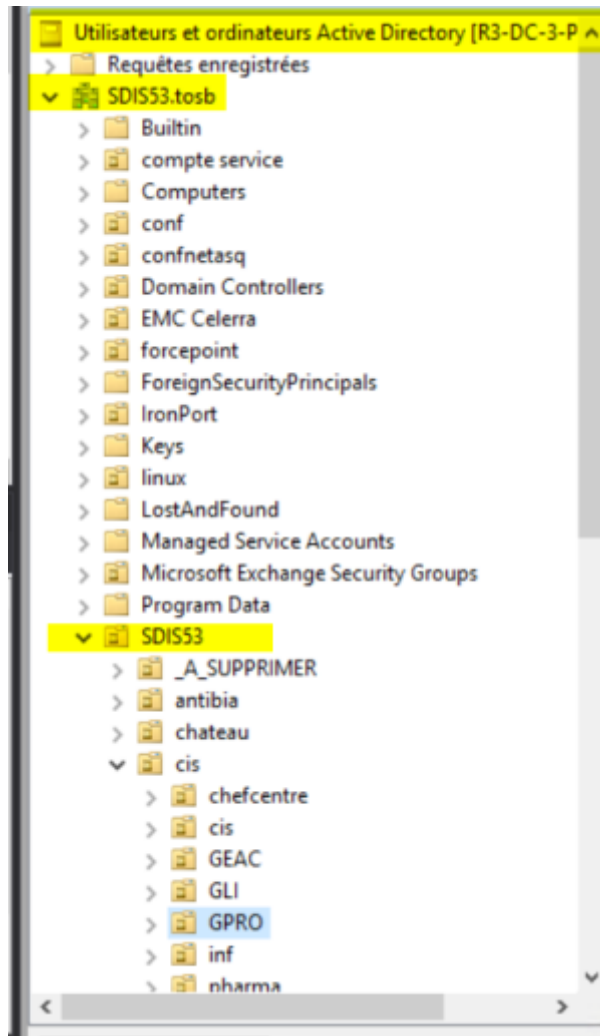 Utilisateurs et ordinateurs Active Directory [R3-DC-3-P
Requêtes enregistrées
SDIS53.tosb
Builtin
compte service
Computers
conf
confnetasq
Domain Controllers
EMC Celerra
forcepoint
ForeignSecurityPrincipals
IronPort
Keys
linux
LostAndFound
Managed Service Accounts
Microsoft Exchange Security Groups
Program Data
SDIS53
_A_SUPPRIMER
antibia
chateau
cis
chefcentre
cis
GEAC
GLI
GPRO
inf
pharma